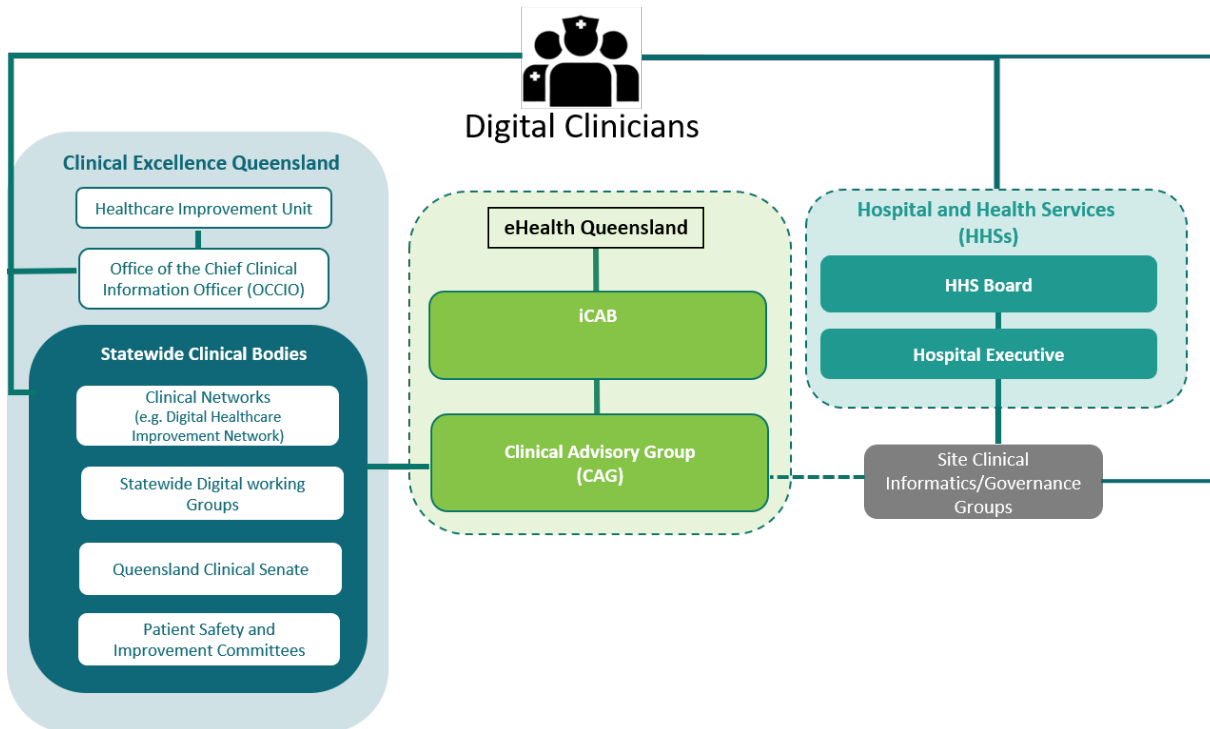 Digital Clinicians
Clinical Excellence Queensland
Healthcare Improvement Unit
Office of the Chief Clinical
Information Officer (OCCIO)
Statewide Clinical Bodies
Clinical Networks
(e.g. Digital Healthcare
Improvement Network)
Statewide Digital working
Groups
Queensland Clinical Senate
Patient Safety and
Improvement Committees
eHealth Queensland
iCAB
Clinical Advisory Group
(CAG)
Hospital and Health Services
(HHSs)
HHS Board
Hospital Executive
Site Clinical
Informatics/Governance
Groups